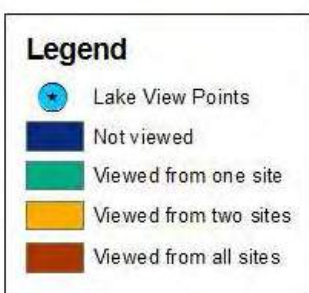 Legend
Lake View Points
Not viewed
Viewed from one site
Viewed from two sites
Viewed from all sites